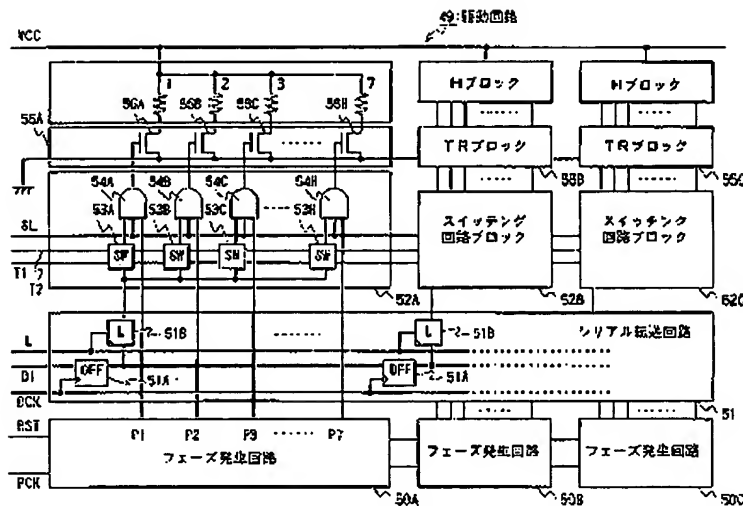 49:駆動回路
VCC
1 2 3 7
Hブロック
Hブロック
56A 56B 56C 56H
55A
TRブロック
TRブロック
55B
55C
54A 54B 54C 54H
53A 53B 53C 53H
SL
T1
T2
SW SW SW SW
スイッチング
回路ブロック
スイッチング
回路ブロック
52A
52B
52C
L
L
51B
L
51B
シリアル転送回路
DI
DFF
51A
DFF
51A
DCK
51
RST
P1 P2 P3 P7
フェーズ発生回路
フェーズ発生回路
フェーズ発生回路
PCK
50A
50B
50C